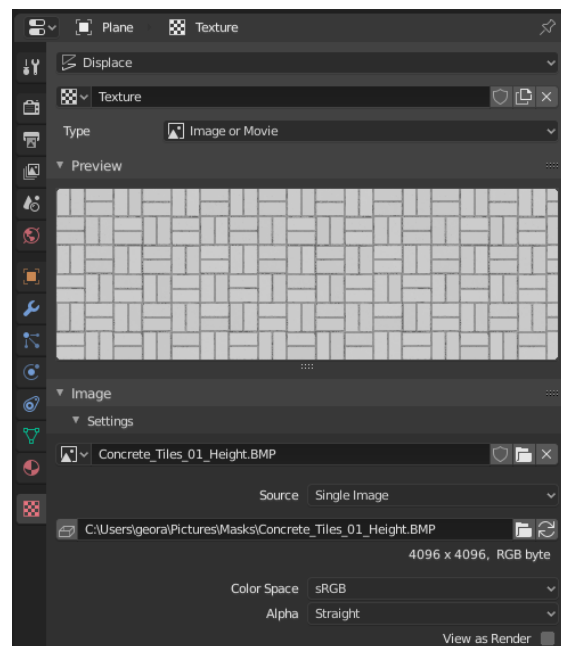 Plane Texture
Displace
Texture
Type Image or Movie
Preview
Image
Settings
Concrete_Tiles_01_Height.BMP
Source Single Image
C:\Users\geora\Pictures\Masks\Concrete_Tiles_01_Height.BMP
4096 x 4096, RGB byte
Color Space sRGB
Alpha Straight
View as Render